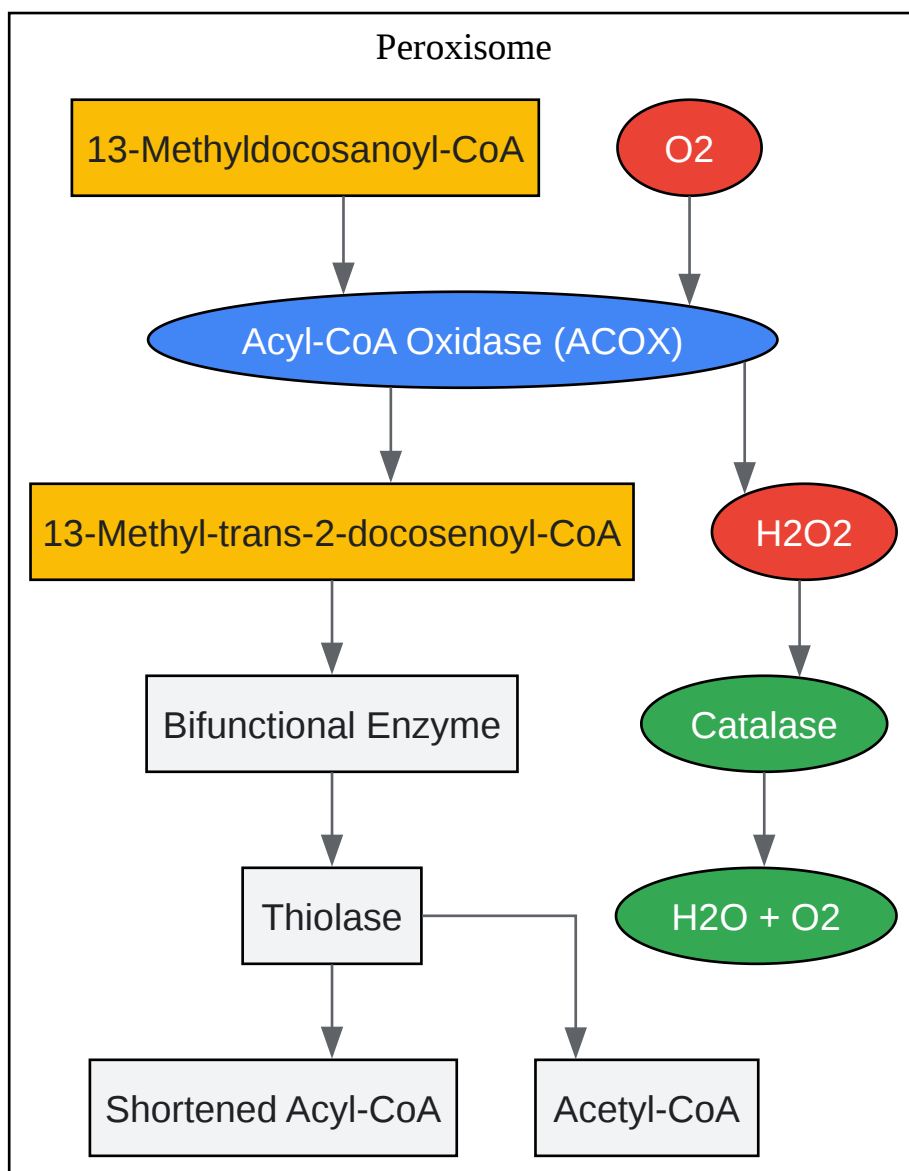 Peroxisome
13-Methyldocosanoyl-CoA
O2
Acyl-CoA Oxidase (ACOX)
13-Methyl-trans-2-docosenoyl-CoA
H2O2
Bifunctional Enzyme
Catalase
Thiolase
H2O + O2
Shortened Acyl-CoA
Acetyl-CoA